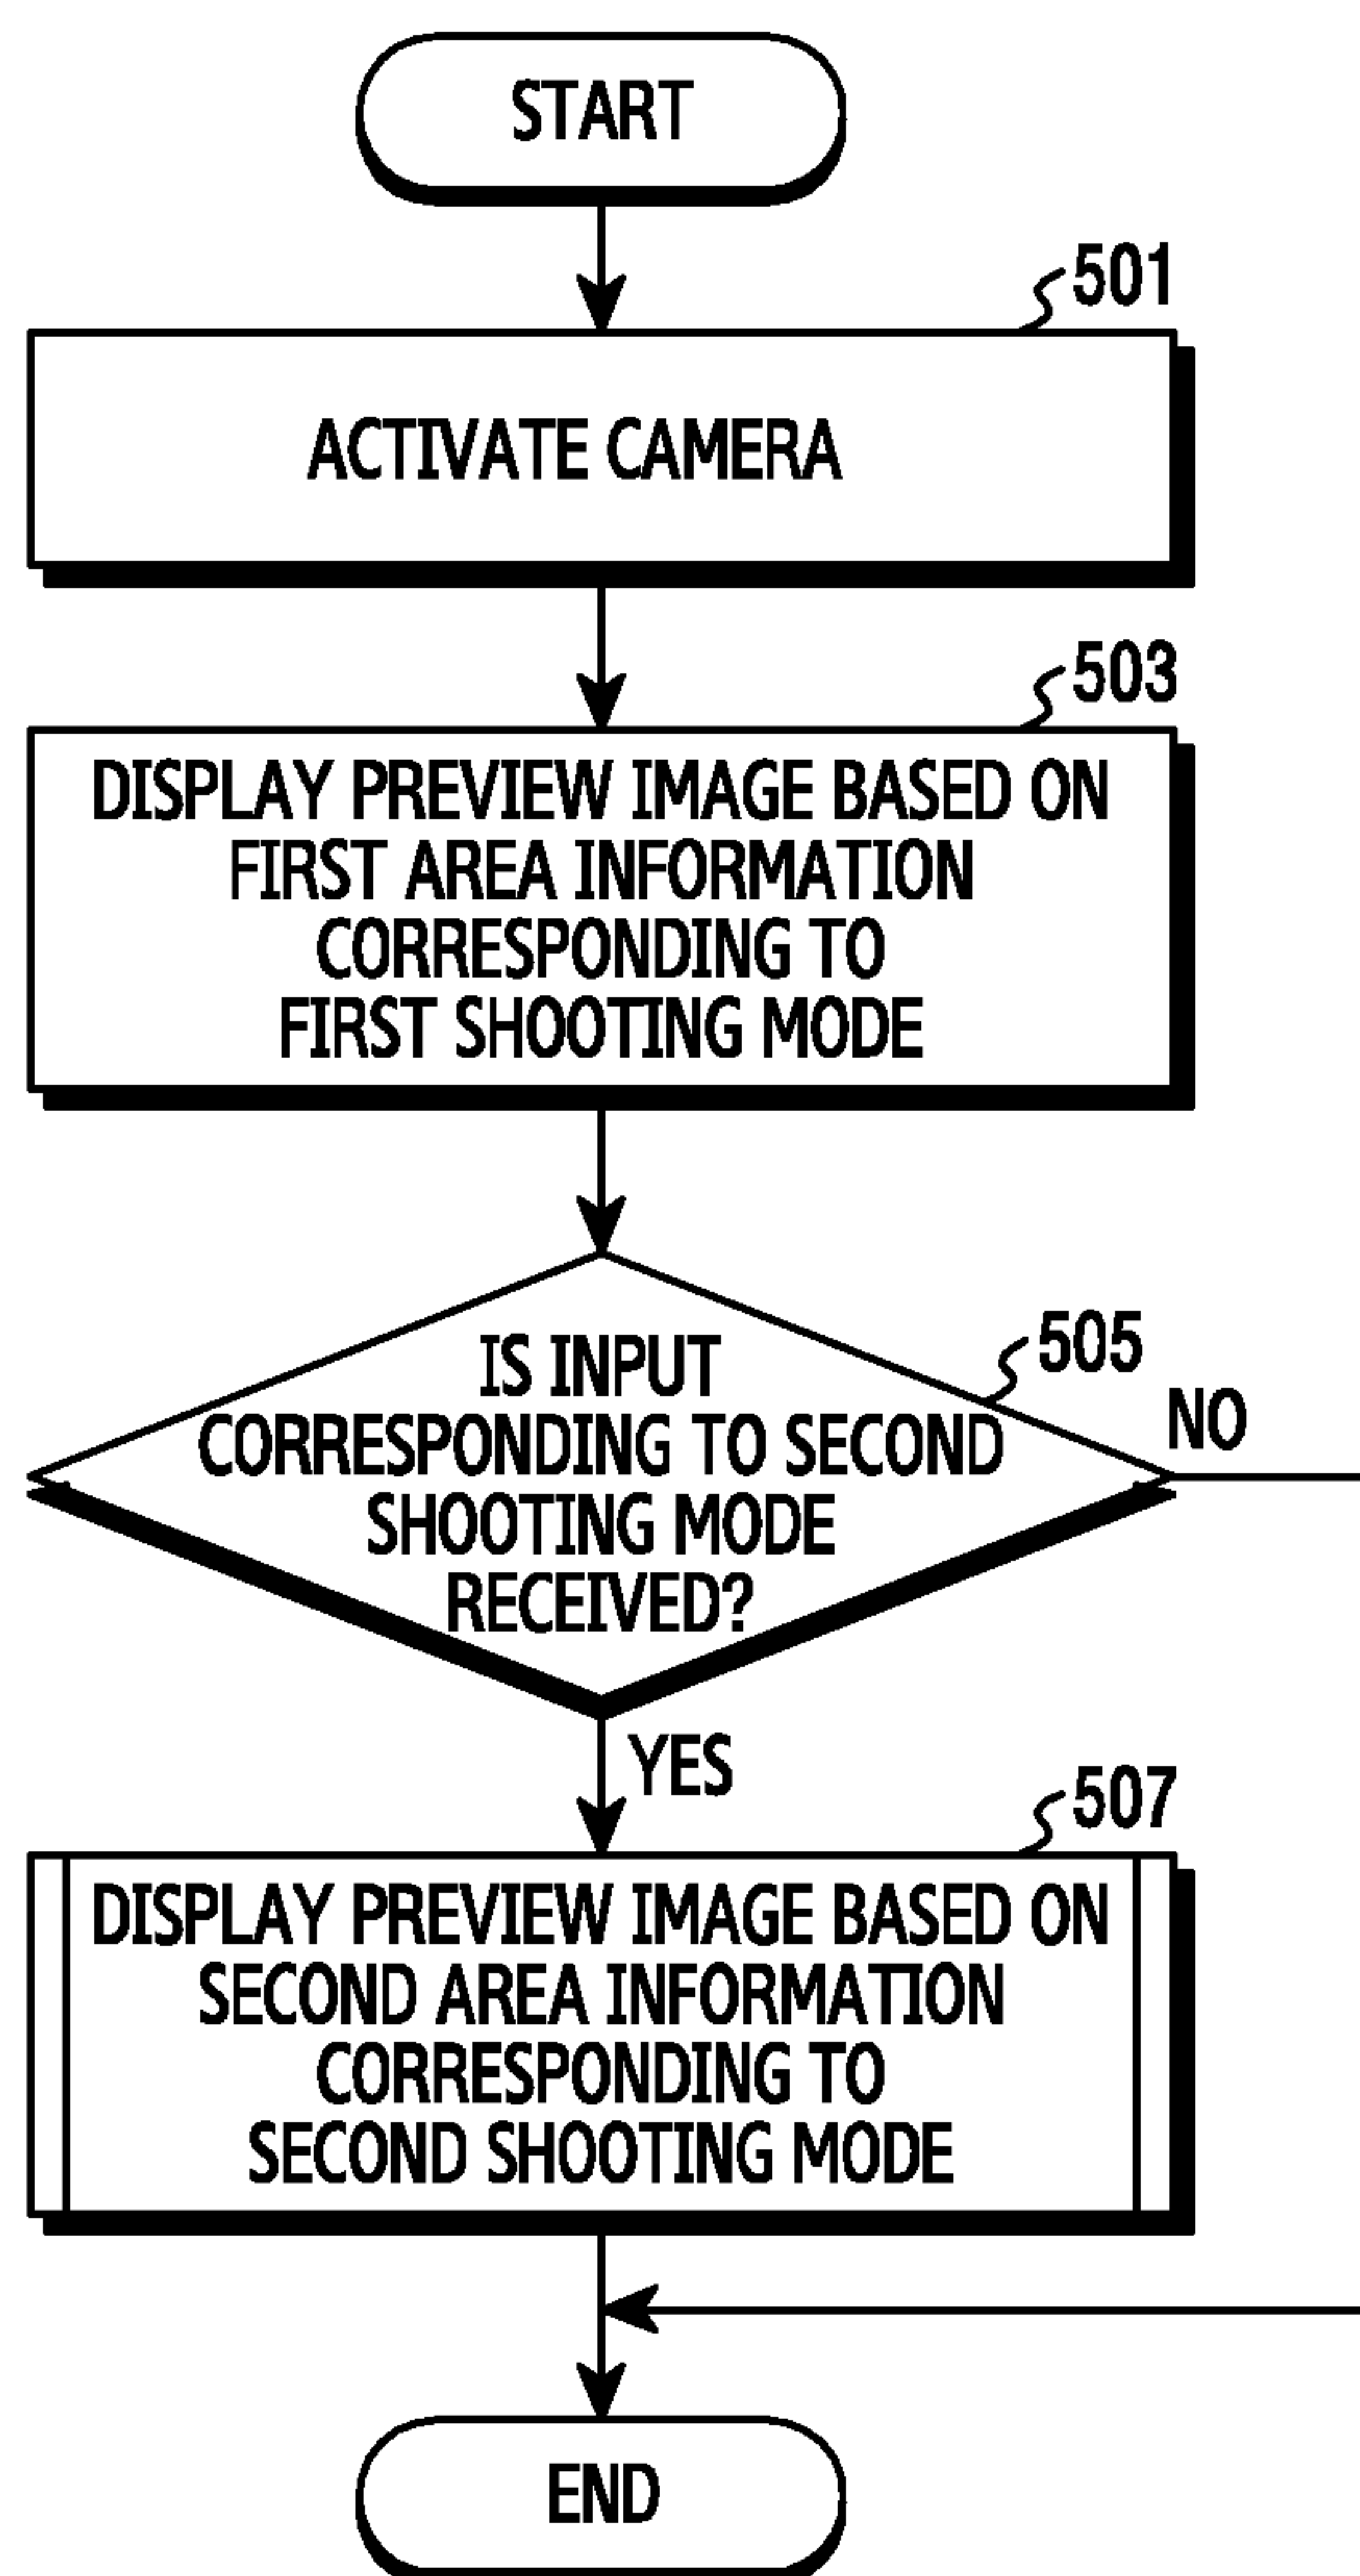 START
501
ACTIVATE CAMERA
503
DISPLAY PREVIEW IMAGE BASED ON
FIRST AREA INFORMATION
CORRESPONDING TO
FIRST SHOOTING MODE
505
NO
IS INPUT
CORRESPONDING TO SECOND
SHOOTING MODE
RECEIVED?
YES
507
DISPLAY PREVIEW IMAGE BASED ON
SECOND AREA INFORMATION
CORRESPONDING TO
SECOND SHOOTING MODE
END